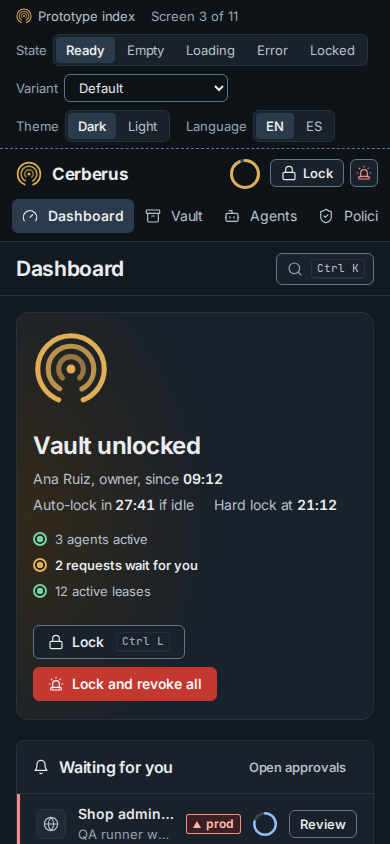 Prototype index Screen 3 of 11
State Ready Empty Loading Error Locked
Variant Default
Theme Dark Light Language EN ES
Cerberus Lock
Dashboard Vault Agents Polici
Dashboard Ctrl K
Vault unlocked
Ana Ruiz, owner, since 09:12
Auto-lock in 27:41 if idle Hard lock at 21:12
3 agents active
2 requests wait for you
12 active leases
Lock Ctrl L
Lock and revoke all
Waiting for you Open approvals
Shop admin... prod Review
QA runner w...